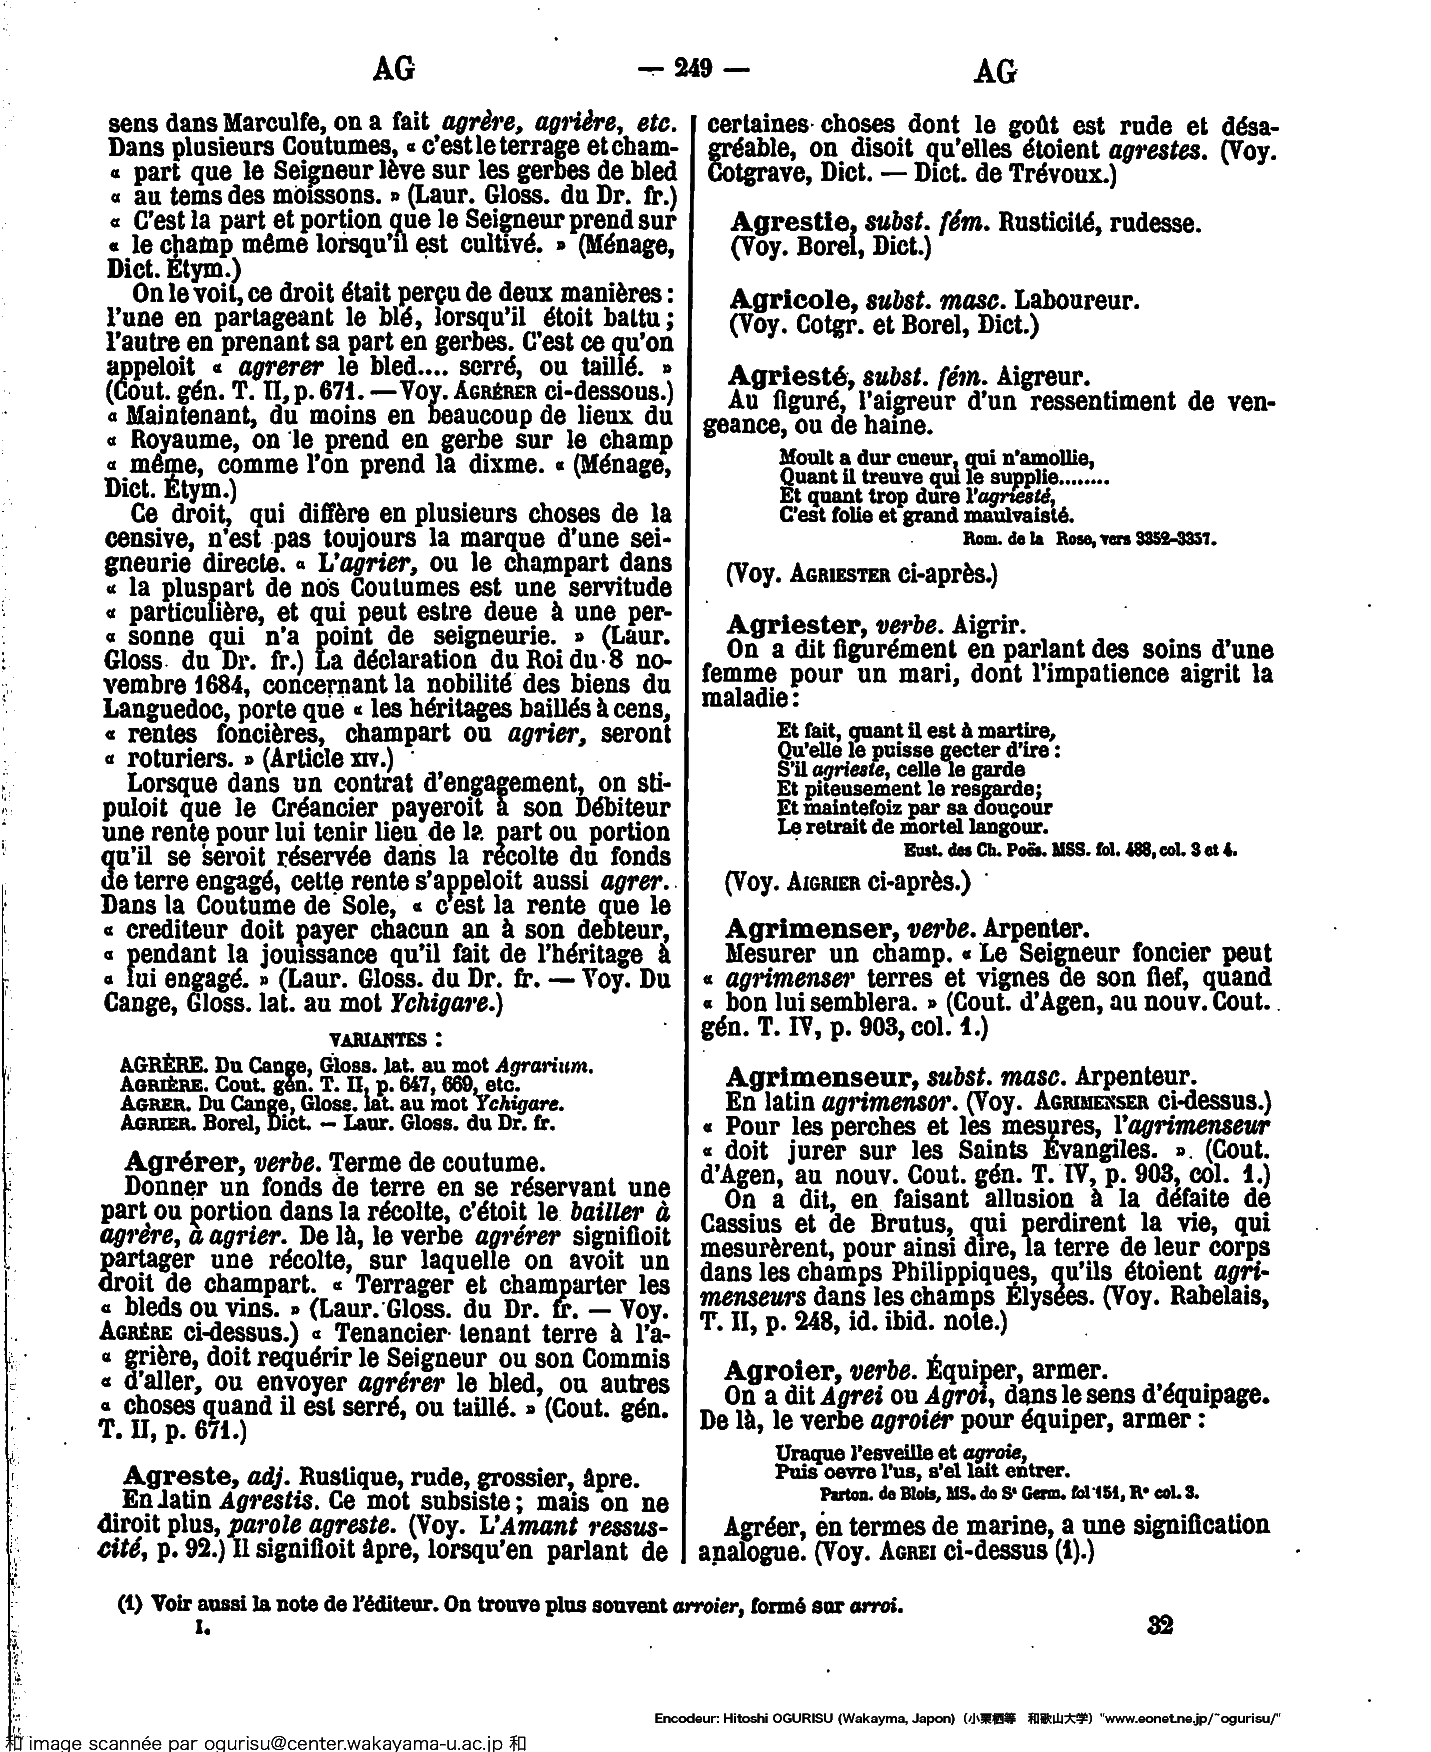 AG — 249 — AG
sens dans Marculfe, on a fait agrère, agrière, etc.
Dans plusieurs Coutumes, « c'est le terrage et cham-
« part que le Seigneur lève sur les gerbes de bled
« au tems des moissons. » (Laur. Gloss. du Dr. fr.)
« C'est la part et portion que le Seigneur prend sur
« le champ même lorsqu'il est cultivé. » (Ménage,
Dict. Étym.)
On le voit, ce droit était perçu de deux manières :
l'une en partageant le blé, lorsqu'il étoit battu ;
l'autre en prenant sa part en gerbes. C'est ce qu'on
appeloit « agrerer le bled.... serré, ou taillé. »
(Cout. gén. T. II, p. 671. — Voy. AGRÉRER ci-dessous.)
« Maintenant, du moins en beaucoup de lieux du
« Royaume, on le prend en gerbe sur le champ
« même, comme l'on prend la dixme. « (Ménage,
Dict. Étym.)
Ce droit, qui diffère en plusieurs choses de la
censive, n'est pas toujours la marque d'une sei-
gneurie directe. « L'agrier, ou le champart dans
« la pluspart de nos Coutumes est une servitude
« particulière, et qui peut estre deue à une per-
« sonne qui n'a point de seigneurie. » (Laur.
Gloss. du Dr. fr.) La déclaration du Roi du 8 no-
vembre 1684, concernant la nobilité des biens du
Languedoc, porte que « les héritages baillés à cens,
« rentes foncières, champart ou agrier, seront
« roturiers. » (Article XIV.)
Lorsque dans un contrat d'engagement, on sti-
puloit que le Créancier payeroit à son Débiteur
une rente pour lui tenir lieu de la part ou portion
qu'il se seroit réservée dans la récolte du fonds
de terre engagé, cette rente s'appeloit aussi agrer.
Dans la Coutume de Sole, « c'est la rente que le
« crediteur doit payer chacun an à son debteur,
« pendant la jouissance qu'il fait de l'héritage à
« lui engagé. » (Laur. Gloss. du Dr. fr. — Voy. Du
Cange, Gloss. lat. au mot Ychigare.)
VARIANTES :
AGRÈRE. Du Cange, Gloss. lat. au mot Agrarium.
AGRIÈRE. Cout. gén. T. II, p. 647, 669, etc.
AGRER. Du Cange, Gloss. lat. au mot Ychigare.
AGRIER. Borel, Dict. — Laur. Gloss. du Dr. fr.
Agrérer, verbe. Terme de coutume.
Donner un fonds de terre en se réservant une
part ou portion dans la récolte, c'étoit le bailler à
agrère, à agrier. De là, le verbe agrérer signifioit
partager une récolte, sur laquelle on avoit un
droit de champart. « Terrager et champarter les
« bleds ou vins. » (Laur. Gloss. du Dr. fr. — Voy.
AGRÈRE ci-dessus.) « Tenancier tenant terre à l'a-
« grière, doit requérir le Seigneur ou son Commis
« d'aller, ou envoyer agrérer le bled, ou autres
« choses quand il est serré, ou taillé. » (Cout. gén.
T. II, p. 671.)
Agreste, adj. Rustique, rude, grossier, âpre.
En latin Agrestis. Ce mot subsiste ; mais on ne
diroit plus, parole agreste. (Voy. L'Amant ressus-
cité, p. 92.) Il signifioit âpre, lorsqu'en parlant de
certaines choses dont le goût est rude et désa-
gréable, on disoit qu'elles étoient agrestes. (Voy.
Cotgrave, Dict. — Dict. de Trévoux.)
Agrestie, subst. fém. Rusticité, rudesse.
(Voy. Borel, Dict.)
Agricole, subst. masc. Laboureur.
(Voy. Cotgr. et Borel, Dict.)
Agriesté, subst. fém. Aigreur.
Au figuré, l'aigreur d'un ressentiment de ven-
geance, ou de haine.
Moult a dur cueur, qui n'amollie,
Quant il treuve qui le supplie........
Et quant trop dure l'agriesté,
C'est folie et grand maulvaisté.
Rom. de la Rose, vers 3352-3357.
(Voy. AGRIESTER ci-après.)
Agriester, verbe. Aigrir.
On a dit figurément en parlant des soins d'une
femme pour un mari, dont l'impatience aigrit la
maladie :
Et fait, quant il est à martire,
Qu'elle le puisse gecter d'ire :
S'il agrieste, celle le garde
Et piteusement le resgarde ;
Et maintefoiz par sa douçour
Le retrait de mortel langour.
Eust. des Ch. Poës. MSS. fol. 488, col. 3 et 4.
(Voy. AIGRIER ci-après.)
Agrimenser, verbe. Arpenter.
Mesurer un champ. « Le Seigneur foncier peut
« agrimenser terres et vignes de son fief, quand
« bon lui semblera. » (Cout. d'Agen, au nouv. Cout.
gén. T. IV, p. 903, col. 1.)
Agrimenseur, subst. masc. Arpenteur.
En latin agrimensor. (Voy. AGRIMENSER ci-dessus.)
« Pour les perches et les mesures, l'agrimenseur
« doit jurer sur les Saints Évangiles. ». (Cout.
d'Agen, au nouv. Cout. gén. T. IV, p. 903, col. 1.)
On a dit, en faisant allusion à la défaite de
Cassius et de Brutus, qui perdirent la vie, qui
mesurèrent, pour ainsi dire, la terre de leur corps
dans les champs Philippiques, qu'ils étoient agri-
menseurs dans les champs Élysées. (Voy. Rabelais,
T. II, p. 248, id. ibid. note.)
Agroier, verbe. Équiper, armer.
On a dit Agrei ou Agroi, dans le sens d'équipage.
De là, le verbe agroier pour équiper, armer :
Uraque l'esveille et agroie,
Puis oevre l'us, s'el lait entrer.
Parton. de Blois, MS. de St Germ. fol 151, R° col. 3.
Agréer, en termes de marine, a une signification
analogue. (Voy. AGREI ci-dessus (1).)
(1) Voir aussi la note de l'éditeur. On trouve plus souvent arroier, formé sur arroi.
I. 32
Encodeur: Hitoshi OGURISU (Wakayma, Japon) (小栗栖等 和歌山大学) "www.eonet.ne.jp/~ogurisu/"
和 image scannée par ogurisu@center.wakayama-u.ac.jp 和